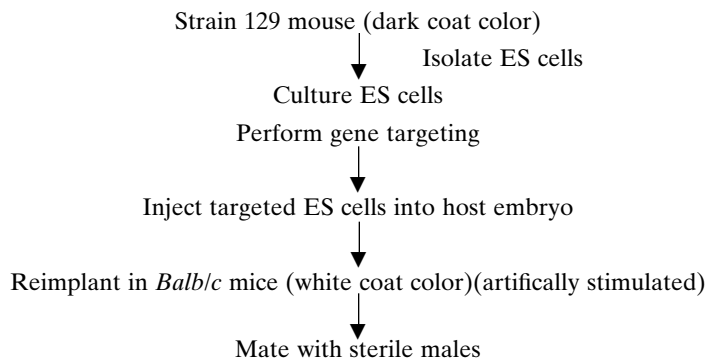 Strain 129 mouse (dark coat color)
Isolate ES cells
Culture ES cells
Perform gene targeting
Inject targeted ES cells into host embryo
Reimplant in Balb/c mice (white coat color)(artifically stimulated)
Mate with sterile males